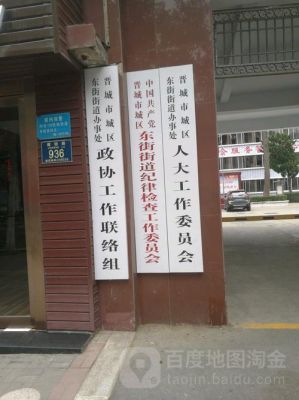 晋城市城区
东街街道办事处
政协工作联络组
中国共产党
晋城市城区
东街街道纪律检查工作委员会
晋城市城区
东街街道办事处
人大工作委员会
936
百度地图淘金
taojin.baidu.com